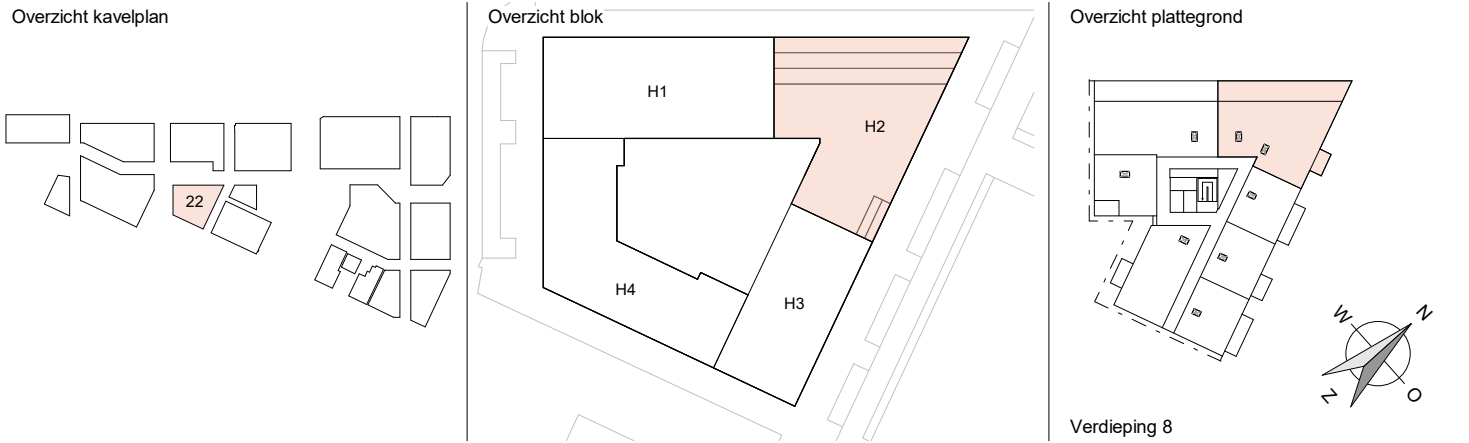 Overzicht kavelplan
22
Overzicht blok
H1
H2
H3
H4
Overzicht plattegrond
N
W
O
Z
Verdieping 8